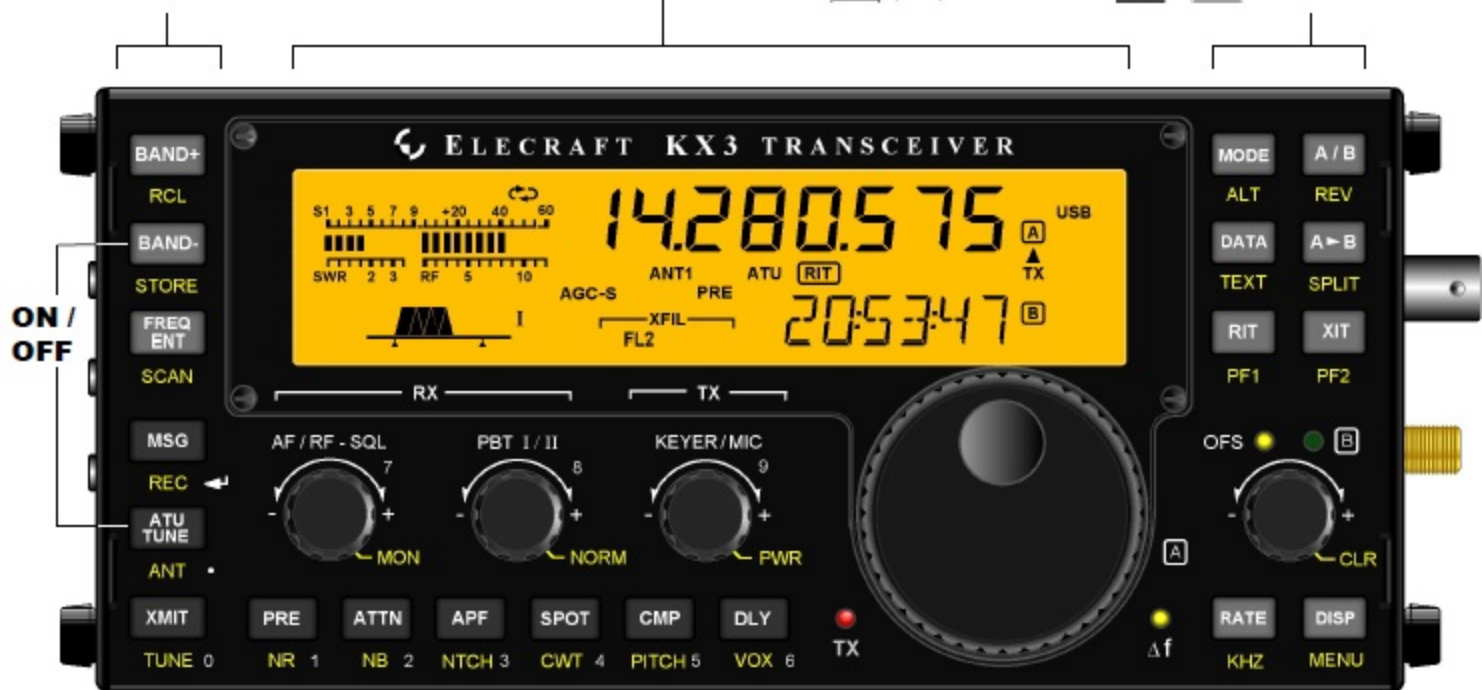 ELECRAFT KX3 TRANSCEIVER
BAND+
RCL
BAND-
STORE
ON /
OFF
FREQ
ENT
SCAN
MSG
REC
ATU
TUNE
ANT •
XMIT
TUNE 0
S1 3 5 7 9 +20 40 60
SWR 2 3 RF 5 10
14.280.575
USB
A
TX
ANT1 ATU RIT
AGC-S PRE
XFIL
FL2
I
20:53:47 B
RX
TX
AF / RF - SQL
7
- +
MON
PBT I / II
8
- +
NORM
KEYER / MIC
9
- +
PWR
PRE
NR 1
ATTN
NB 2
APF
NTCH 3
SPOT
CWT 4
CMP
PITCH 5
DLY
VOX 6
TX
A
Δf
MODE
ALT
A / B
REV
DATA
TEXT
A►B
SPLIT
RIT
PF1
XIT
PF2
OFS B
- +
CLR
RATE
KHZ
DISP
MENU